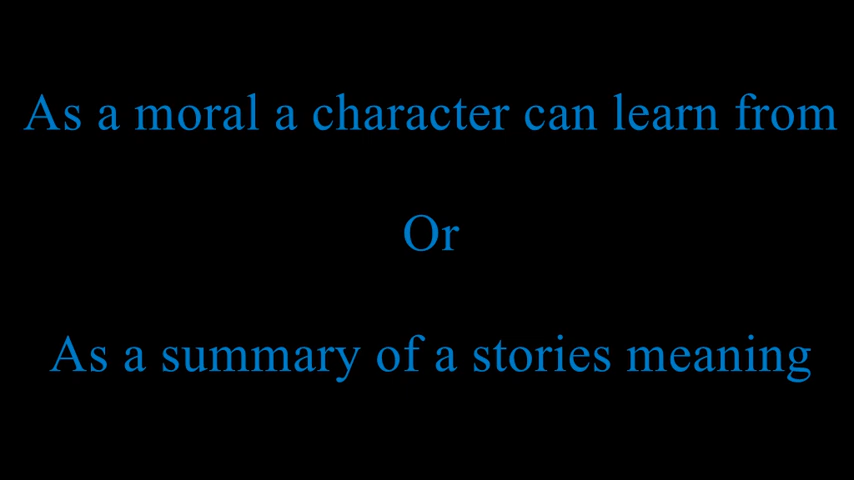 As a moral a character can learn from
Or
As a summary of a stories meaning